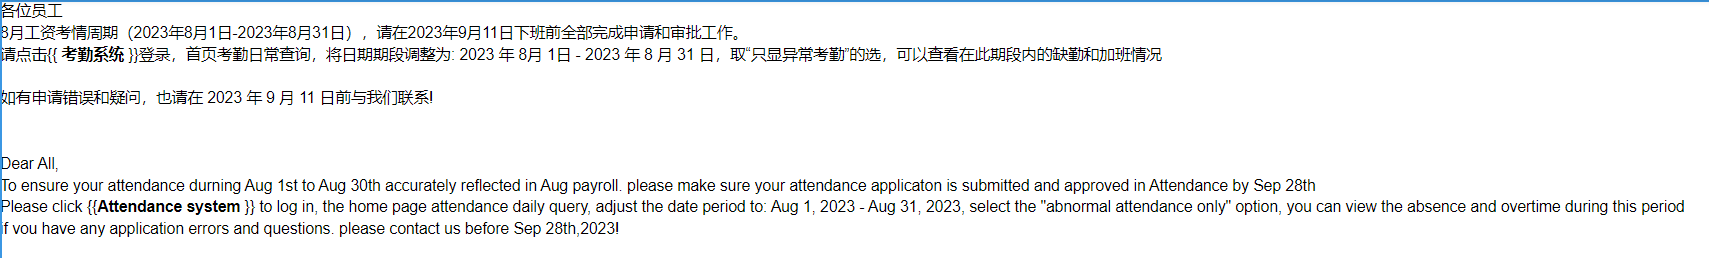 各位员工
8月工资考情周期（2023年8月1日-2023年8月31日），请在2023年9月11日下班前全部完成申请和审批工作。
请点击{{ 考勤系统 }}登录，首页考勤日常查询，将日期期段调整为: 2023 年 8月 1日 - 2023 年 8 月 31 日，取“只显异常考勤”的选，可以查看在此期段内的缺勤和加班情况
如有申请错误和疑问，也请在 2023 年 9 月 11 日前与我们联系!
Dear All,
To ensure your attendance durning Aug 1st to Aug 30th accurately reflected in Aug payroll. please make sure your attendance applicaton is submitted and approved in Attendance by Sep 28th
Please click {{Attendance system }} to log in, the home page attendance daily query, adjust the date period to: Aug 1, 2023 - Aug 31, 2023, select the "abnormal attendance only" option, you can view the absence and overtime during this period
if vou have any application errors and questions. please contact us before Sep 28th,2023!